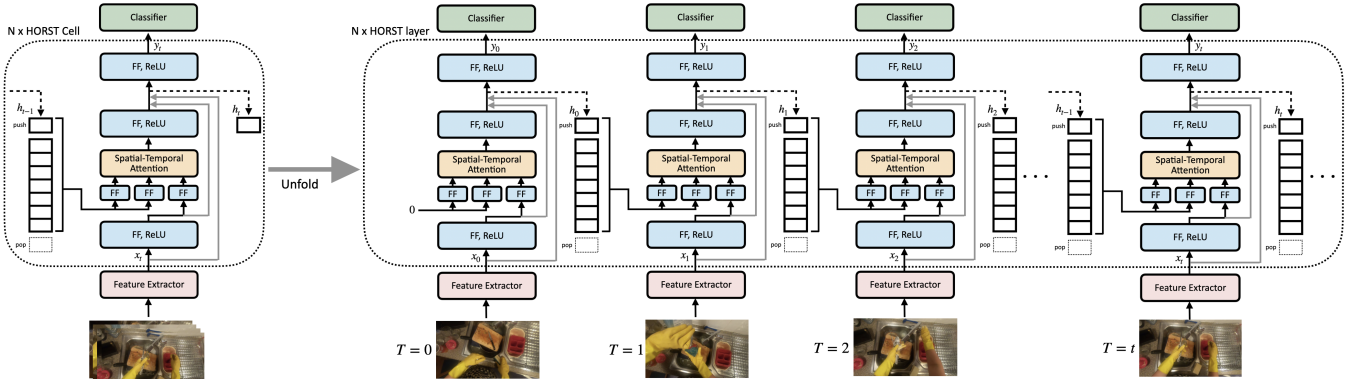 N x HORST Cell
Classifier
y_t
FF, ReLU
h_{t-1}
h_t
push
FF, ReLU
Spatial-Temporal
Attention
FF FF FF
FF, ReLU
pop
x_t
Feature Extractor
Unfold
N x HORST layer
Classifier
y_0
FF, ReLU
h_0
push
FF, ReLU
Spatial-Temporal
Attention
FF FF FF
0
FF, ReLU
pop
x_0
Feature Extractor
T = 0
Classifier
y_1
FF, ReLU
h_1
push
FF, ReLU
Spatial-Temporal
Attention
FF FF FF
FF, ReLU
pop
x_1
Feature Extractor
T = 1
Classifier
y_2
FF, ReLU
h_2
push
FF, ReLU
Spatial-Temporal
Attention
FF FF FF
FF, ReLU
pop
x_2
Feature Extractor
T = 2
. . .
Classifier
y_t
FF, ReLU
h_{t-1}
h_t
push
push
FF, ReLU
Spatial-Temporal
Attention
FF FF FF
FF, ReLU
pop
pop
x_t
Feature Extractor
T = t
. . .